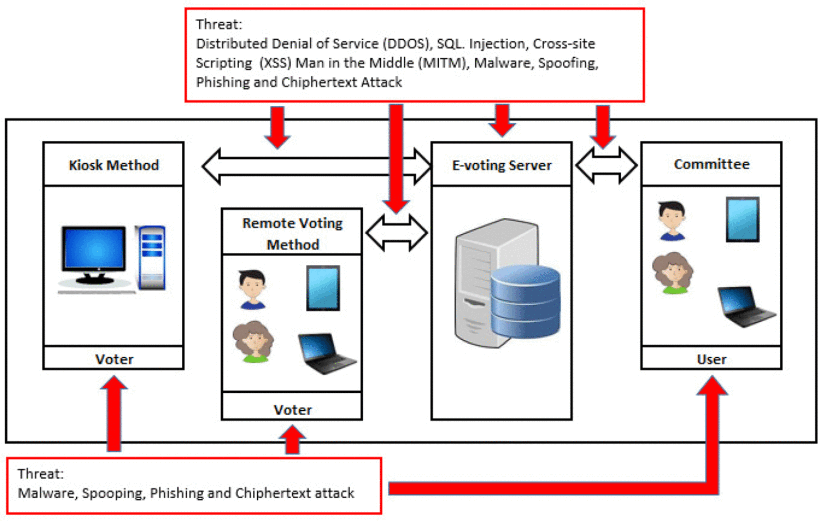 Threat:
Distributed Denial of Service (DDOS), SQL. Injection, Cross-site
Scripting (XSS) Man in the Middle (MITM), Malware, Spoofing,
Phishing and Chiphertext Attack
Kiosk Method
Remote Voting
Method
E-voting Server
Committee
Voter
Voter
User
Threat:
Malware, Spooping, Phishing and Chiphertext attack